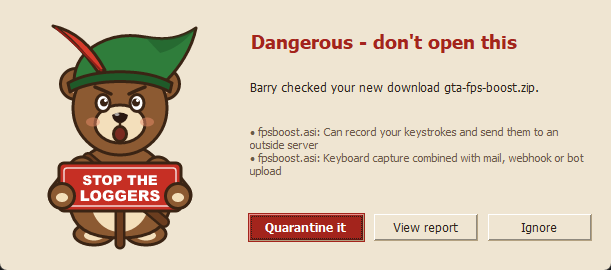 Dangerous - don't open this
Barry checked your new download gta-fps-boost.zip.
• fpsboost.asi: Can record your keystrokes and send them to an
outside server
• fpsboost.asi: Keyboard capture combined with mail, webhook or bot
upload
STOP THE
LOGGERS
Quarantine it
View report
Ignore